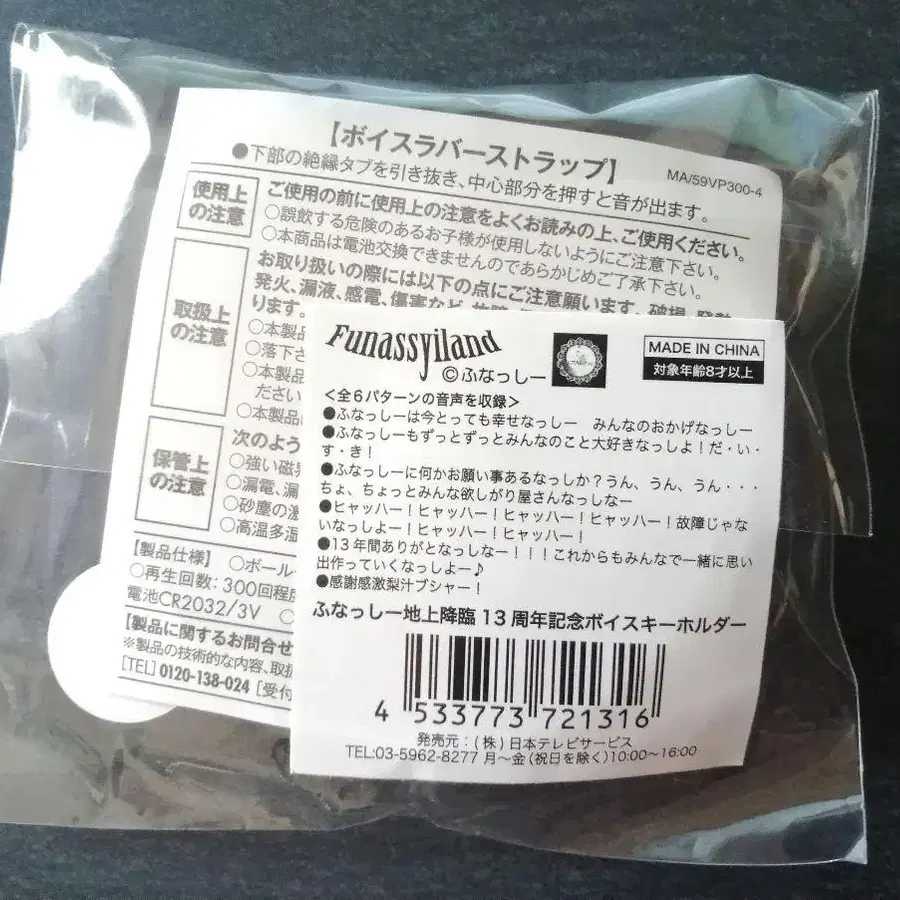 【ボイスラバーストラップ】
MA/59VP300-4
●下部の絶縁タブを引き抜き、中心部分を押すと音が出ます。
使用上の注意
ご使用の前に使用上の注意をよくお読みの上、ご使用ください。
○誤飲する危険のあるお子様が使用しないようにご注意下さい。
○本商品は電池交換できませんのであらかじめご了承下さい。
取扱上の注意
お取り扱いの際には以下の点にご注意願います。破損、発熱
発火、漏液、感電、傷害など
ります。
○本製品
○落下さ
○本製品
ださい
○本製品
保管上の注意
次のよう
○強い磁
○漏電、漏
○砂塵の激
○高温多湿
【製品仕様】 ○ボール
○再生回数：300回程度
電池CR2032/3V
【製品に関するお問合せ
※製品の技術的な内容、取扱
[TEL] 0120-138-024 [受付
Funassyiland
©ふなっしー
MADE IN CHINA
対象年齢8才以上
＜全6パターンの音声を収録＞
●ふなっしーは今とっても幸せなっしー　みんなのおかげなっしー
●ふなっしーもずっとずっとみんなのこと大好きなっしよ！だ・い・
す・き！
●ふなっしーに何かお願い事あるなっしか？うん、うん、うん・・・
ちょ、ちょっとみんな欲しがり屋さんなっしなー
●ヒャッハー！ヒャッハー！ヒャッハー！ヒャッハー！故障じゃな
いなっしよー！ヒャッハー！ヒャッハー！
●13年間ありがとなっしなー！！！これからもみんなで一緒に思い
出作っていくなっしよー♪
●感謝感激梨汁ブシャー！
ふなっしー地上降臨13周年記念ボイスキーホルダー
4 533773 721316
発売元：(株)日本テレビサービス
TEL:03-5962-8277 月〜金(祝日を除く)10:00〜16:00